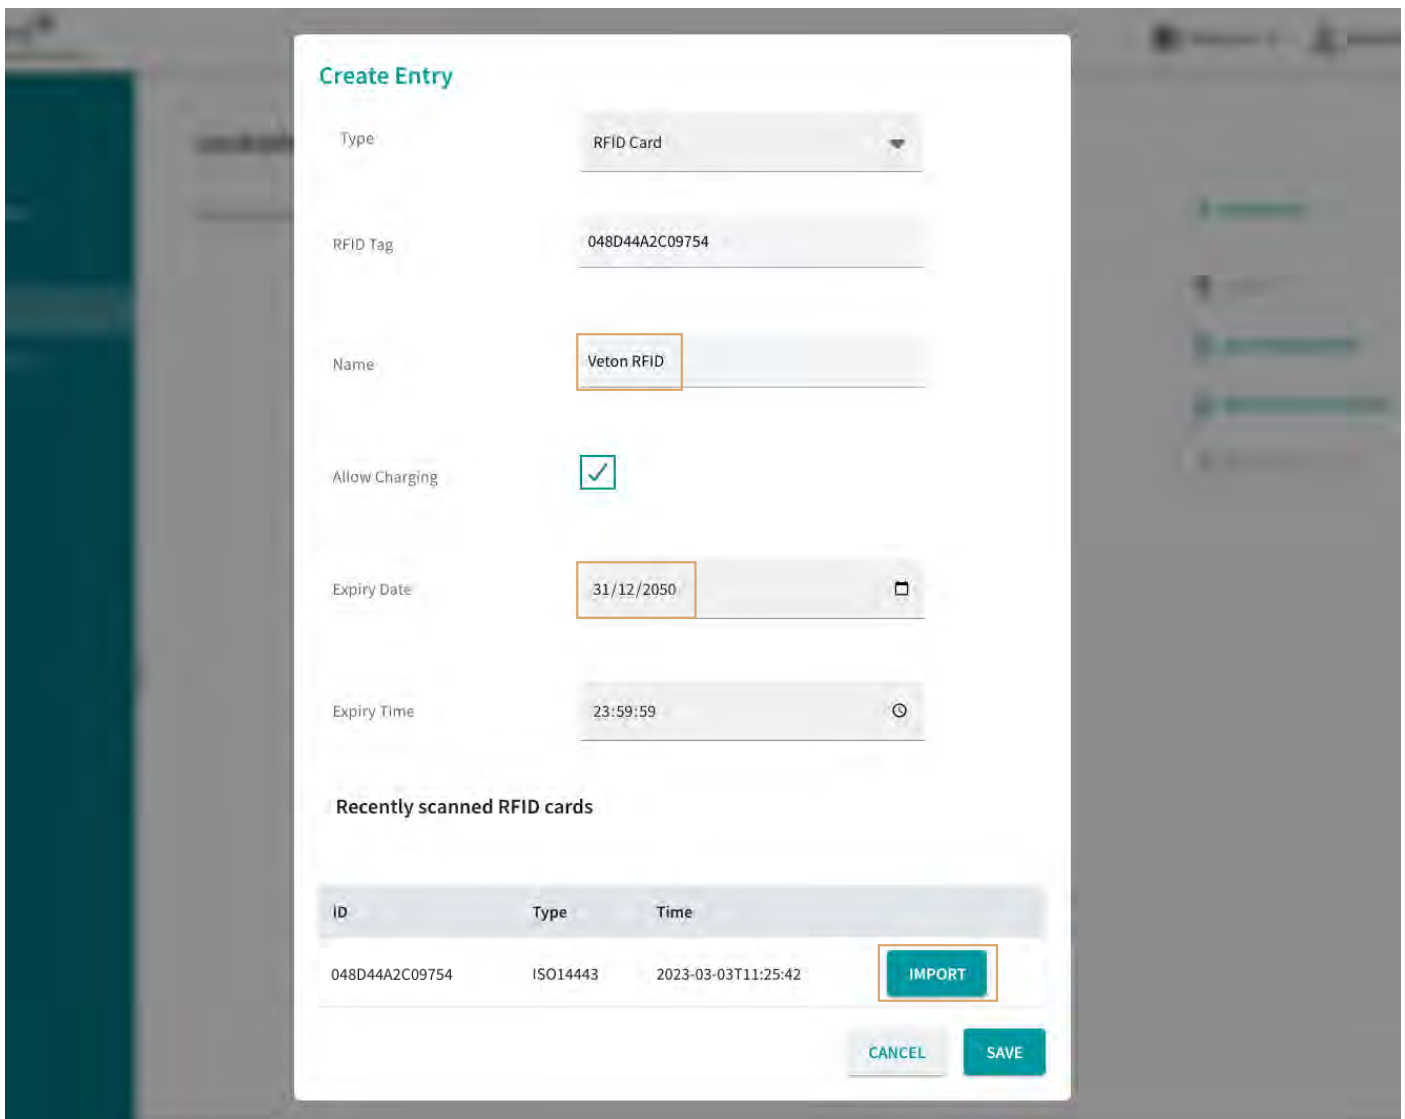 Create Entry
Type RFID Card
RFID Tag 048D44A2C09754
Name Veton RFID
Allow Charging
Expiry Date 31/12/2050
Expiry Time 23:59:59
Recently scanned RFID cards
ID Type Time
048D44A2C09754 ISO14443 2023-03-03T11:25:42 IMPORT
CANCEL SAVE